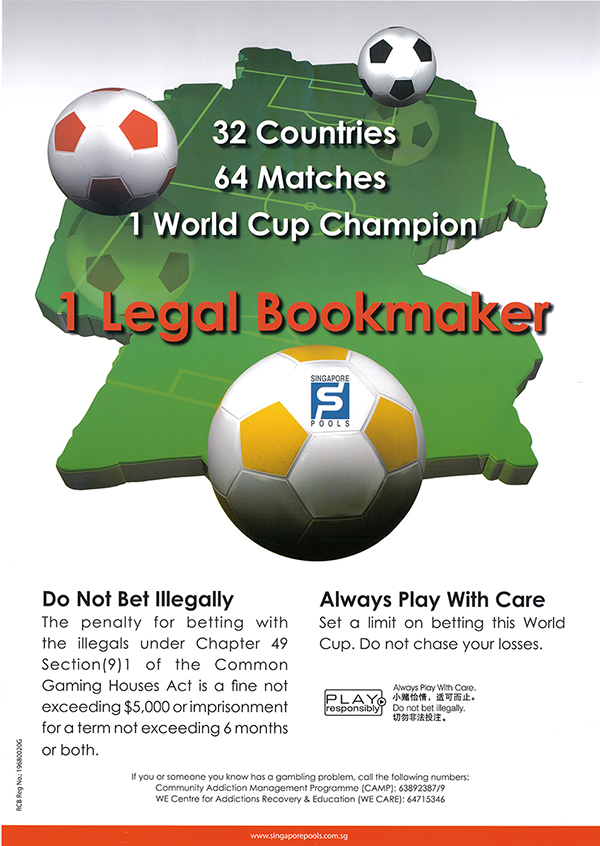 32 Countries
64 Matches
1 World Cup Champion
1 Legal Bookmaker
SINGAPORE
S
POOLS
Do Not Bet Illegally
The penalty for betting with
the illegals under Chapter 49
Section(9)1 of the Common
Gaming Houses Act is a fine not
exceeding $5,000 or imprisonment
for a term not exceeding 6 months
or both.
Always Play With Care
Set a limit on betting this World
Cup. Do not chase your losses.
PLAY
responsibly
Always Play With Care.
小赌怡情，适可而止。
Do not bet illegally.
切勿非法投注。
If you or someone you know has a gambling problem, call the following numbers:
Community Addiction Management Programme (CAMP): 63892387/9
WE Centre for Addictions Recovery & Education (WE CARE): 64715346
RCB Reg No.: 19680020G
www.singaporepools.com.sg